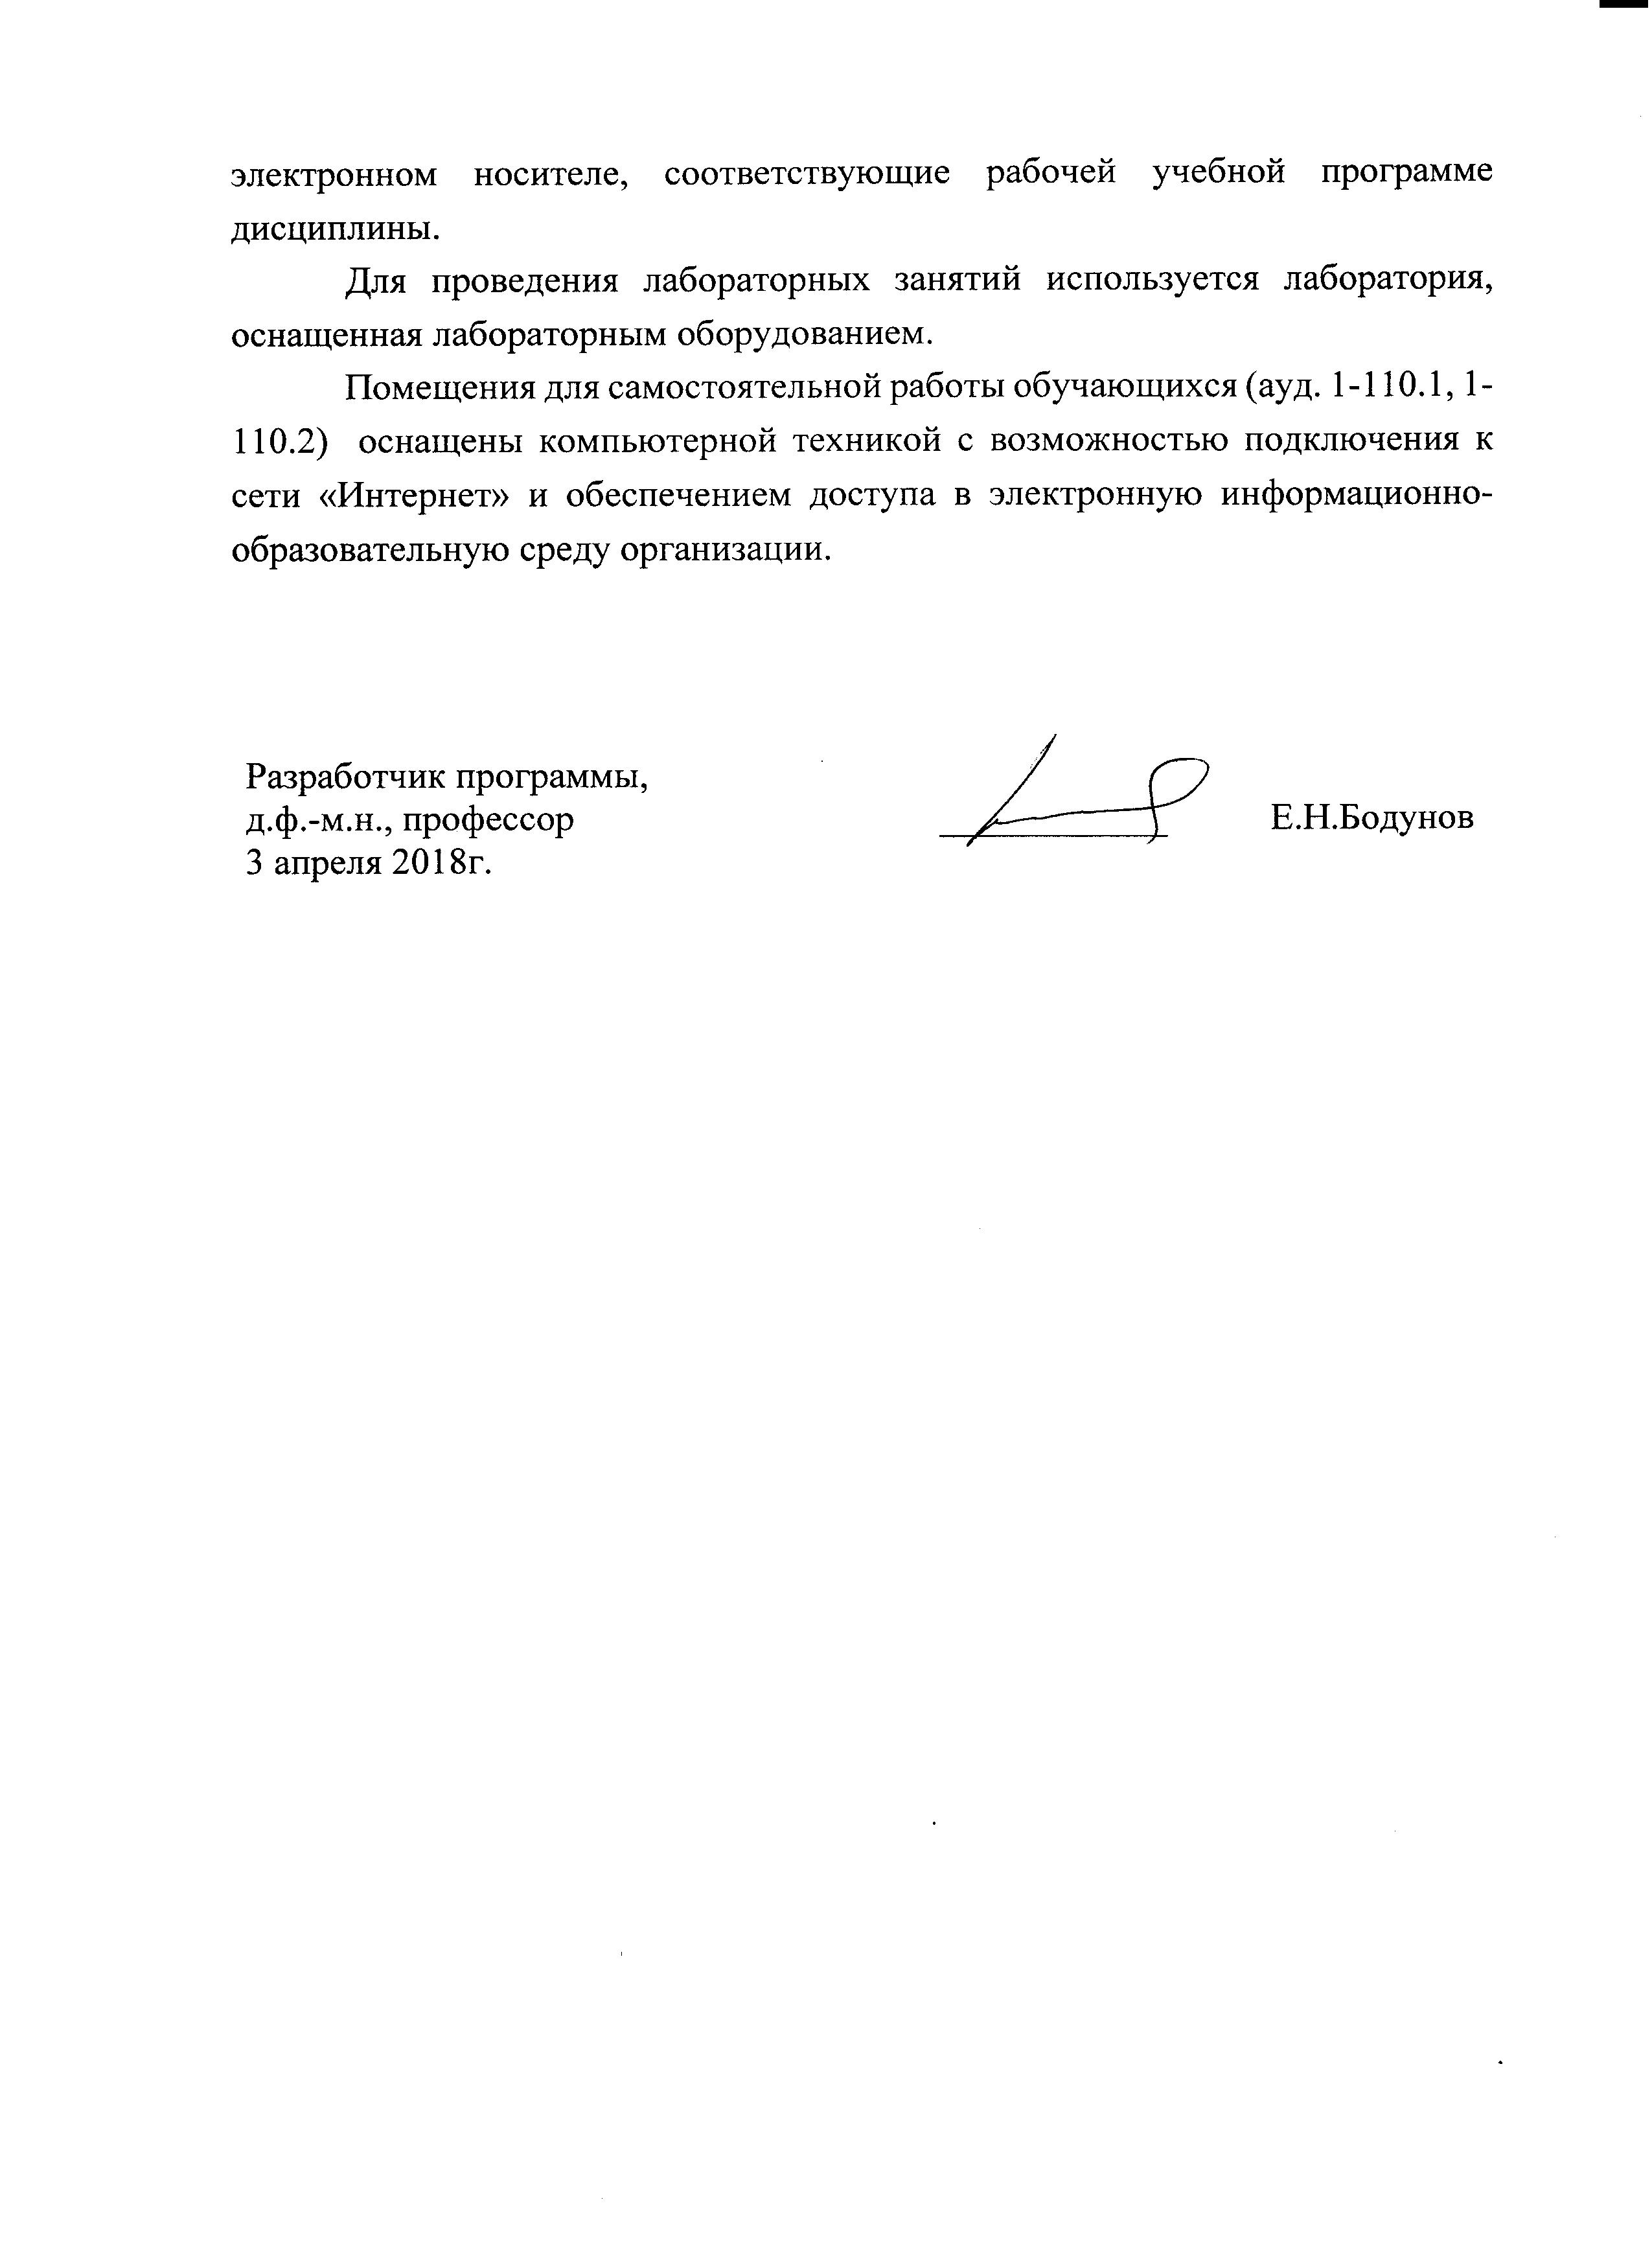 электронном носителе, соответствующие рабочей учебной программе
дисциплины.
Для проведения лабораторных занятий используется лаборатория,
оснащенная лабораторным оборудованием.
Помещения для самостоятельной работы обучающихся (ауд. 1-110.1, 1-
110.2) оснащены компьютерной техникой с возможностью подключения к
сети «Интернет» и обеспечением доступа в электронную информационно-
образовательную среду организации.
Разработчик программы,
д.ф.-м.н., профессор
Е.Н.Бодунов
3 апреля 2018г.